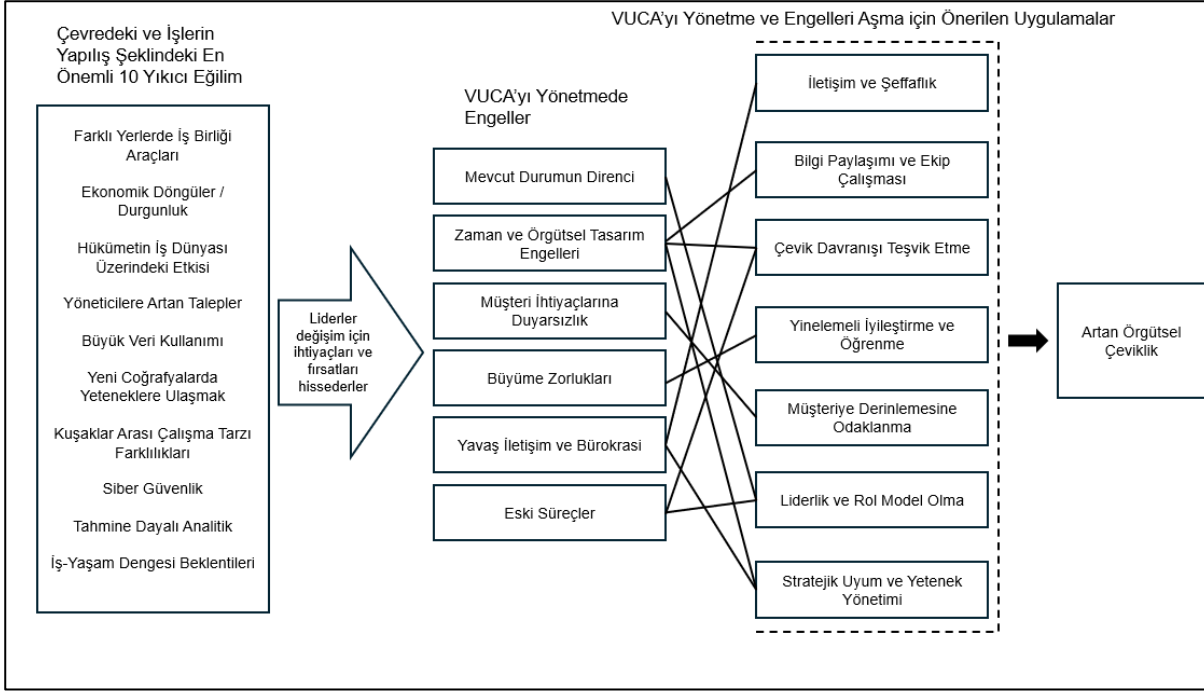 Çevredeki ve İşlerin
Yapılış Şeklindeki En
Önemli 10 Yıkıcı Eğilim
Farklı Yerlerde İş Birliği
Araçları
Ekonomik Döngüler /
Durgunluk
Hükümetin İş Dünyası
Üzerindeki Etkisi
Yöneticilere Artan Talepler
Büyük Veri Kullanımı
Yeni Coğrafyalarda
Yeteneklere Ulaşmak
Kuşaklar Arası Çalışma Tarzı
Farklılıkları
Siber Güvenlik
Tahmine Dayalı Analitik
İş-Yaşam Dengesi Beklentileri
Liderler
değişim için
ihtiyaçları ve
fırsatları
hissederler
VUCA'yı Yönetmede
Engeller
Mevcut Durumun Direnci
Zaman ve Örgütsel Tasarım
Engelleri
Müşteri İhtiyaçlarına
Duyarsızlık
Büyüme Zorlukları
Yavaş İletişim ve Bürokrasi
Eski Süreçler
VUCA'yı Yönetme ve Engelleri Aşma için Önerilen Uygulamalar
İletişim ve Şeffaflık
Bilgi Paylaşımı ve Ekip
Çalışması
Çevik Davranışı Teşvik Etme
Yinelemeli İyileştirme ve
Öğrenme
Müşteriye Derinlemesine
Odaklanma
Liderlik ve Rol Model Olma
Stratejik Uyum ve Yetenek
Yönetimi
Artan Örgütsel
Çeviklik